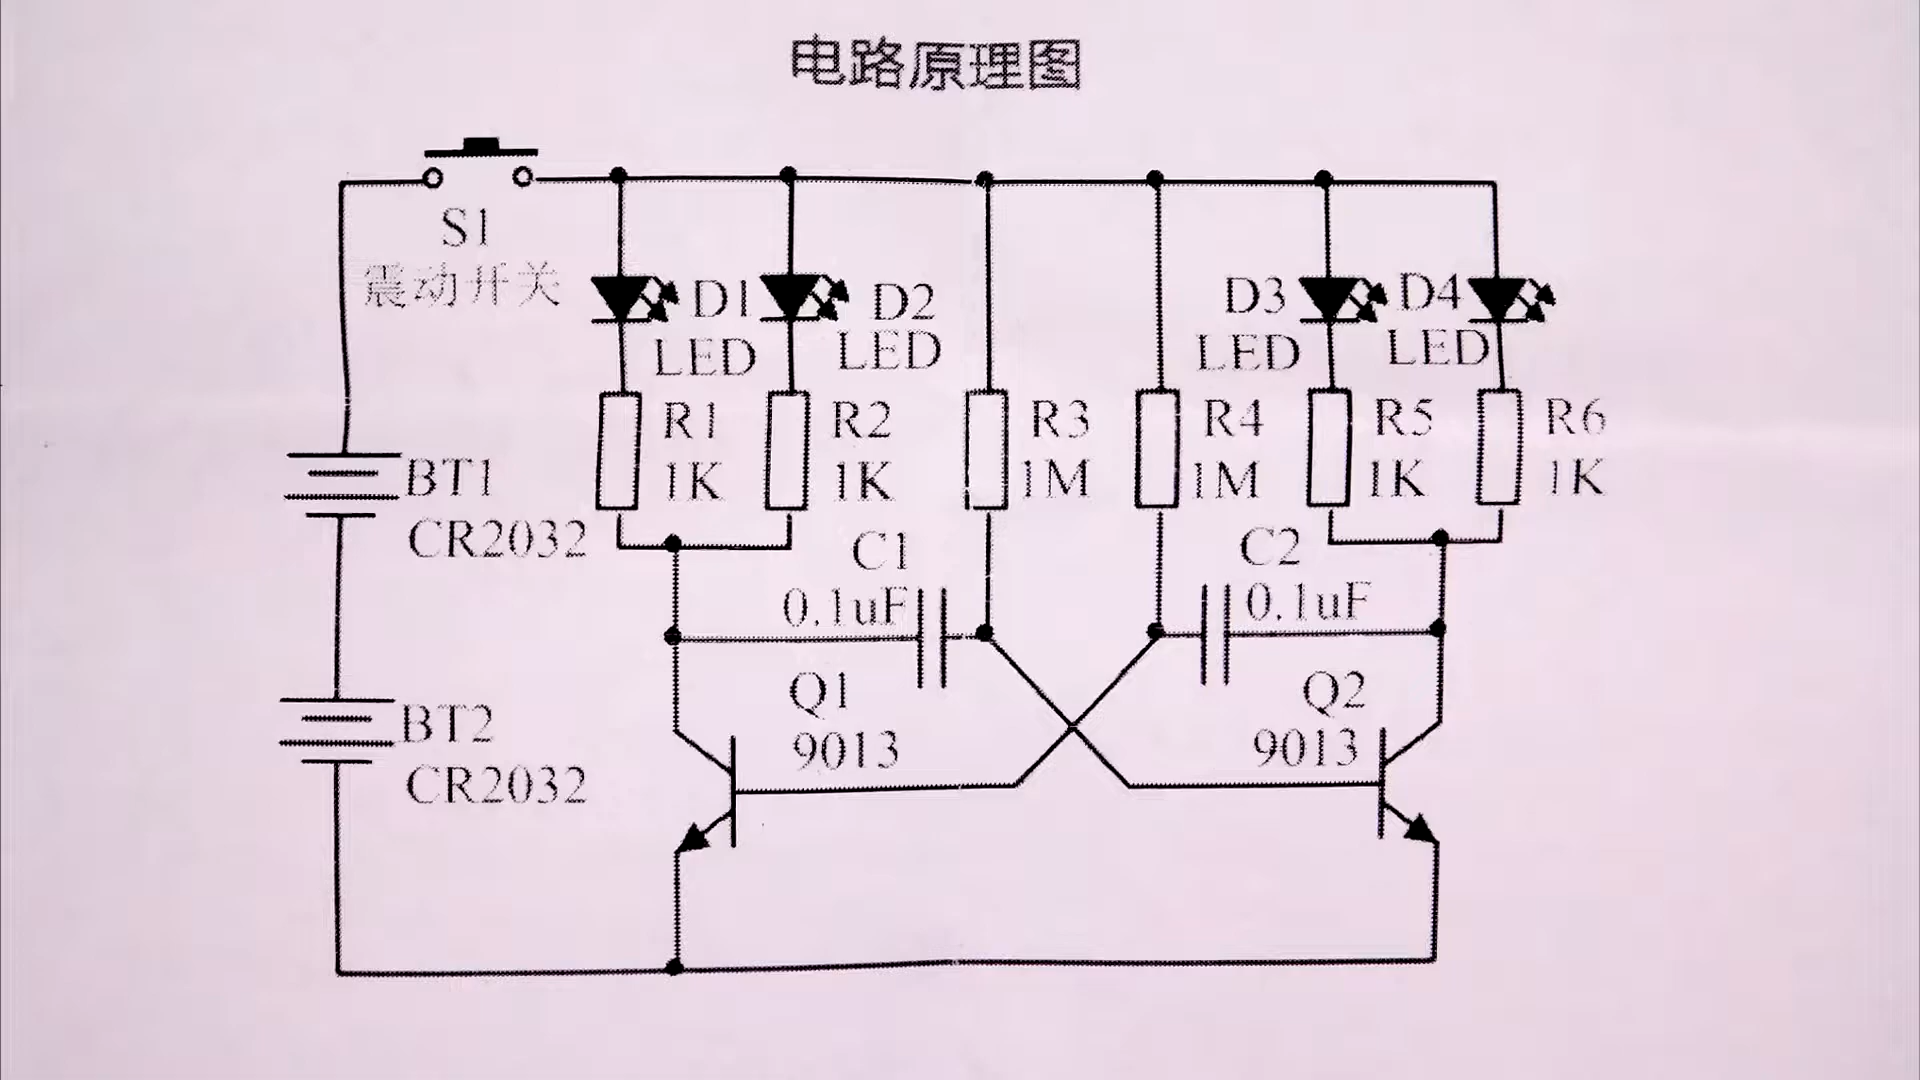 电路原理图
S1
震动开关
D1
LED
D2
LED
D3
LED
D4
LED
R1
1K
R2
1K
R3
1M
R4
1M
R5
1K
R6
1K
BT1
CR2032
C1
0.1uF
C2
0.1uF
Q1
9013
Q2
9013
BT2
CR2032